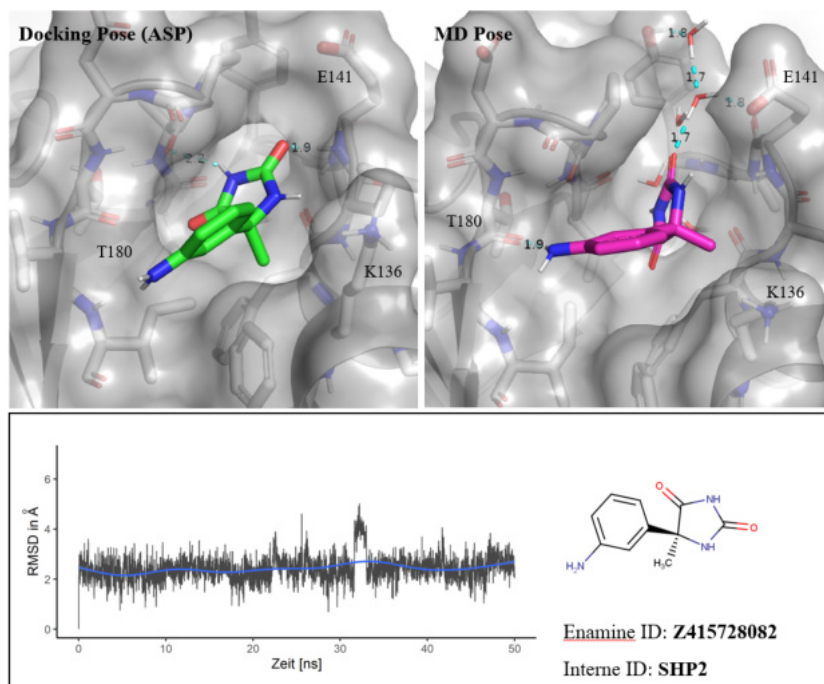 Docking Pose (ASP)
E141
1.9
2.2
T180
K136
MD Pose
1.8
1.7
E141
1.8
1.7
T180
1.9
K136
RMSD in Å
6
4
2
0
0
10
20
30
40
50
Zeit [ns]
O
NH
O
NH
H₂N
H₃C
Enamine ID: Z415728082
Interne ID: SHP2